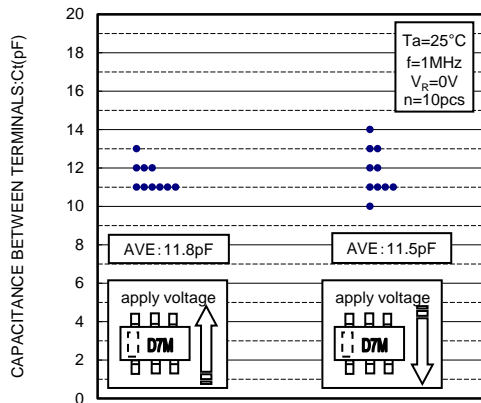 CAPACITANCE BETWEEN TERMINALS:Ct(pF)
20
18
16
14
12
10
8
6
4
2
0
Ta=25°C
f=1MHz
VR=0V
n=10pcs
AVE:11.8pF
AVE:11.5pF
apply voltage
D7M
apply voltage
D7M